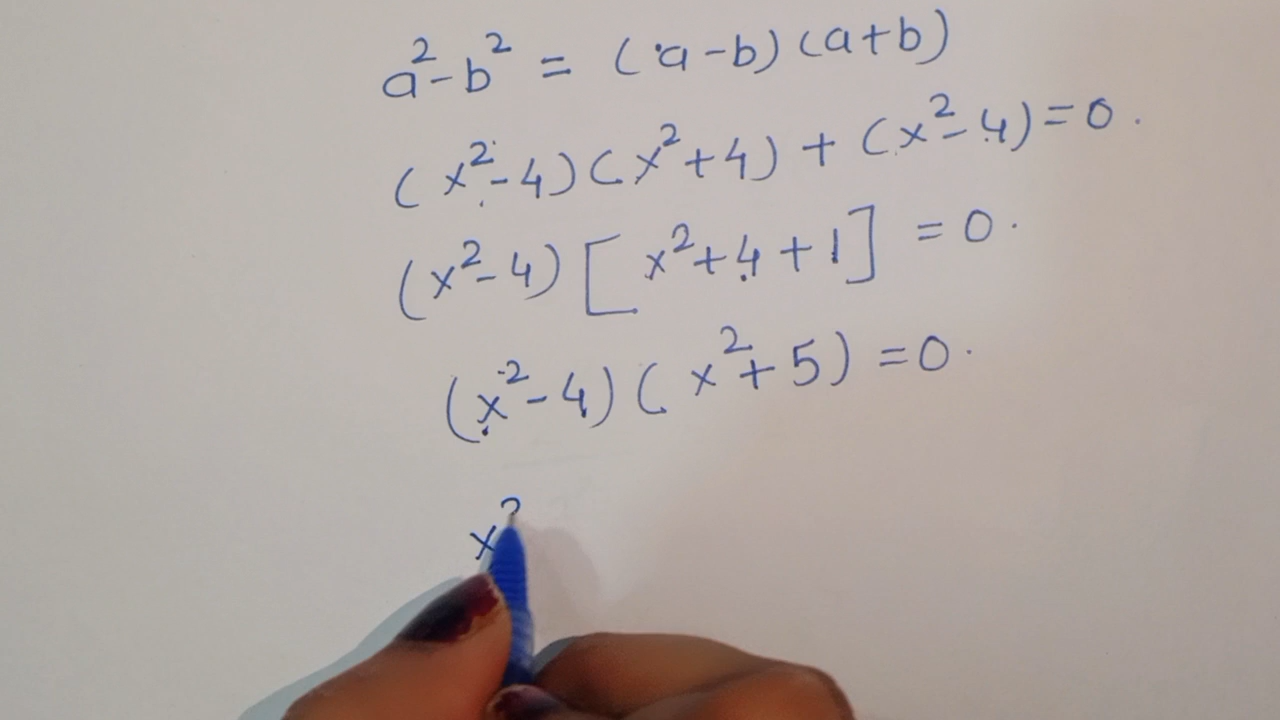 a² - b² = (a - b) (a + b)
(x² - 4) (x² + 4) + (x² - 4) = 0.
(x² - 4) [x² + 4 + 1] = 0.
(x² - 4) (x² + 5) = 0.
x²